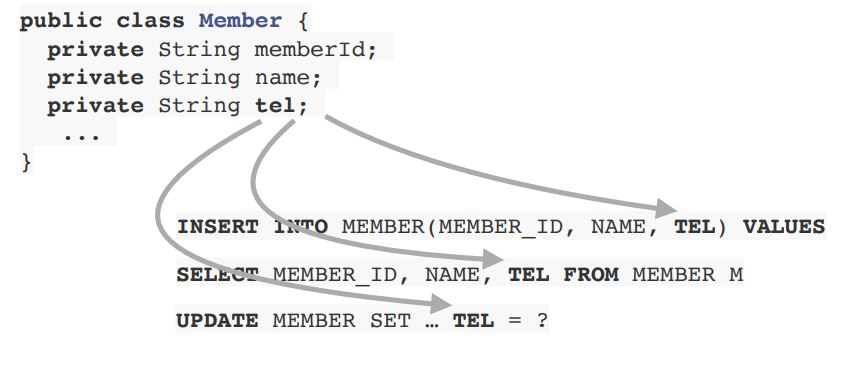 public class Member {
private String memberId;
private String name;
private String tel;
...
}
INSERT INTO MEMBER(MEMBER_ID, NAME, TEL) VALUES
SELECT MEMBER_ID, NAME, TEL FROM MEMBER M
UPDATE MEMBER SET … TEL = ?